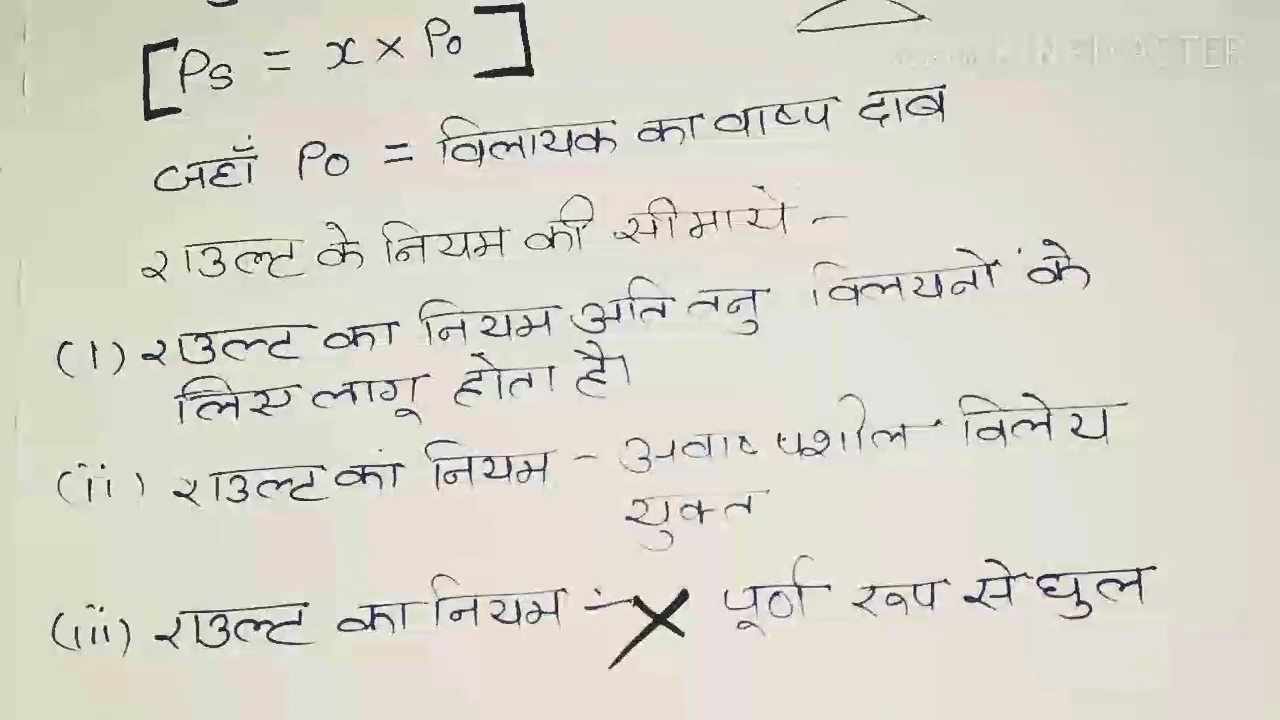 [Ps = x × Po]
जहाँ Po = विलायक का वाष्प दाब
राउल्ट के नियम की सीमायें –
(i) राउल्ट का नियम अति तनु विलयनों के
लिए लागू होता है।
(ii) राउल्ट का नियम – अवाष्पशील विलेय
युक्त
(iii) राउल्ट का नियम ÷ X पूर्ण रूप से घुल